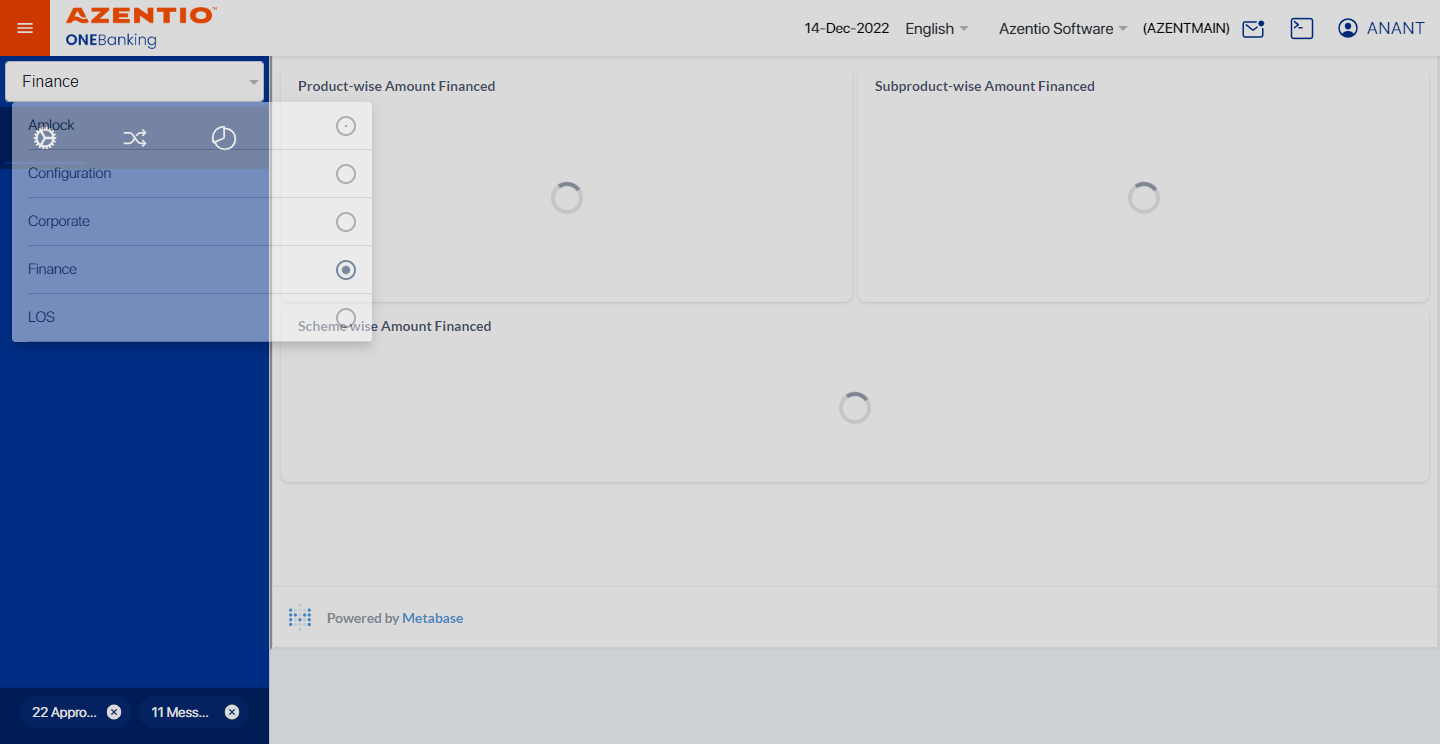 AZENTIO™
ONEBanking
14-Dec-2022
English
Azentio Software
(AZENTMAIN)
ANANT
Finance
Amlock
Configuration
Corporate
Finance
LOS
Product-wise Amount Financed
Subproduct-wise Amount Financed
Scheme wise Amount Financed
Powered by Metabase
22 Appro...
11 Mess...